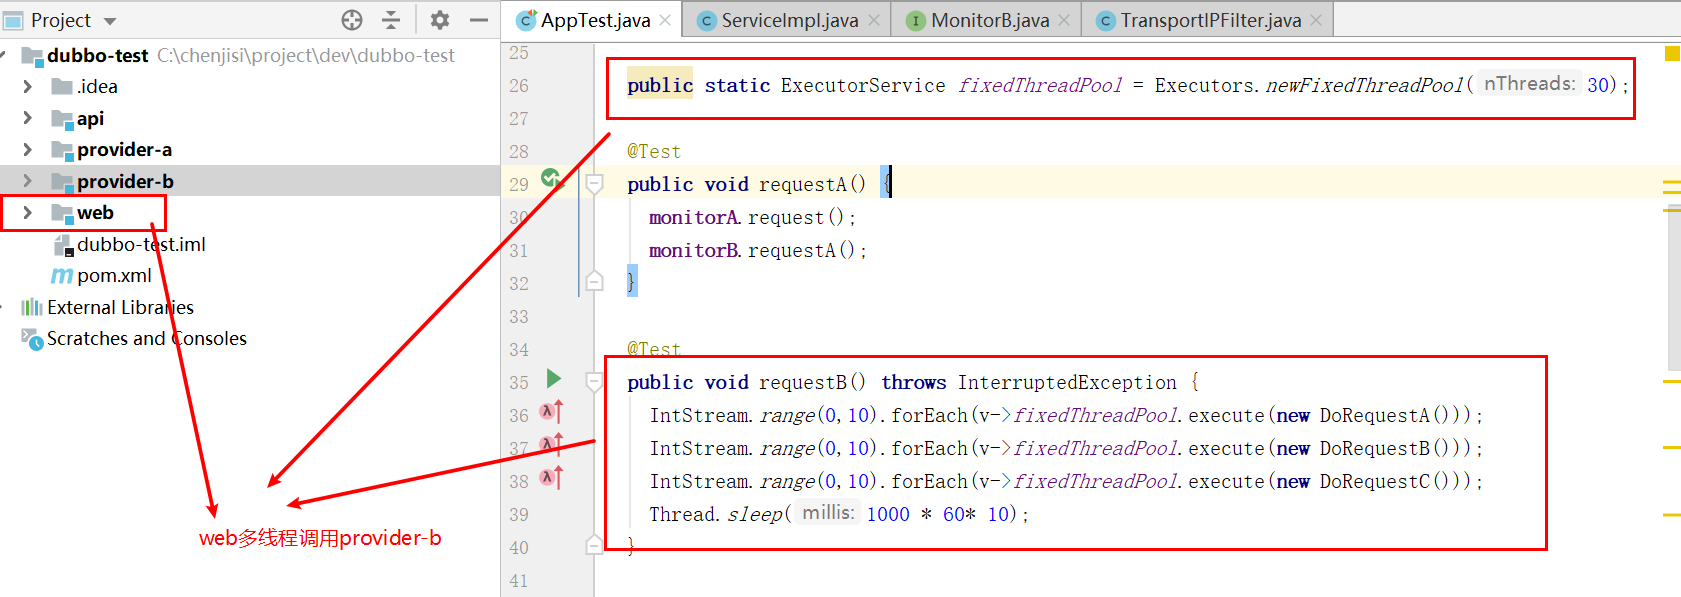 Project
dubbo-test C:\chenjisi\project\dev\dubbo-test
.idea
api
provider-a
provider-b
web
dubbo-test.iml
pom.xml
External Libraries
Scratches and Consoles
web多线程调用provider-b
AppTest.java ServiceImpl.java MonitorB.java TransportIPFilter.java
25
26 public static ExecutorService fixedThreadPool = Executors.newFixedThreadPool( nThreads: 30);
27
28 @Test
29 public void requestA() {
30 monitorA.request();
31 monitorB.requestA();
32 }
33
34 @Test
35 public void requestB() throws InterruptedException {
36 IntStream.range(0,10).forEach(v->fixedThreadPool.execute(new DoRequestA()));
37 IntStream.range(0,10).forEach(v->fixedThreadPool.execute(new DoRequestB()));
38 IntStream.range(0,10).forEach(v->fixedThreadPool.execute(new DoRequestC()));
39 Thread.sleep( millis: 1000 * 60* 10);
40 }
41